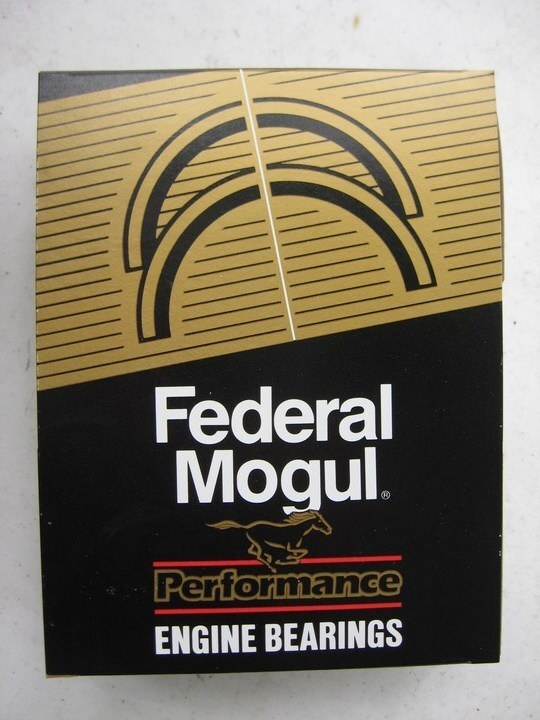 Federal
Mogul®
Performance
ENGINE BEARINGS